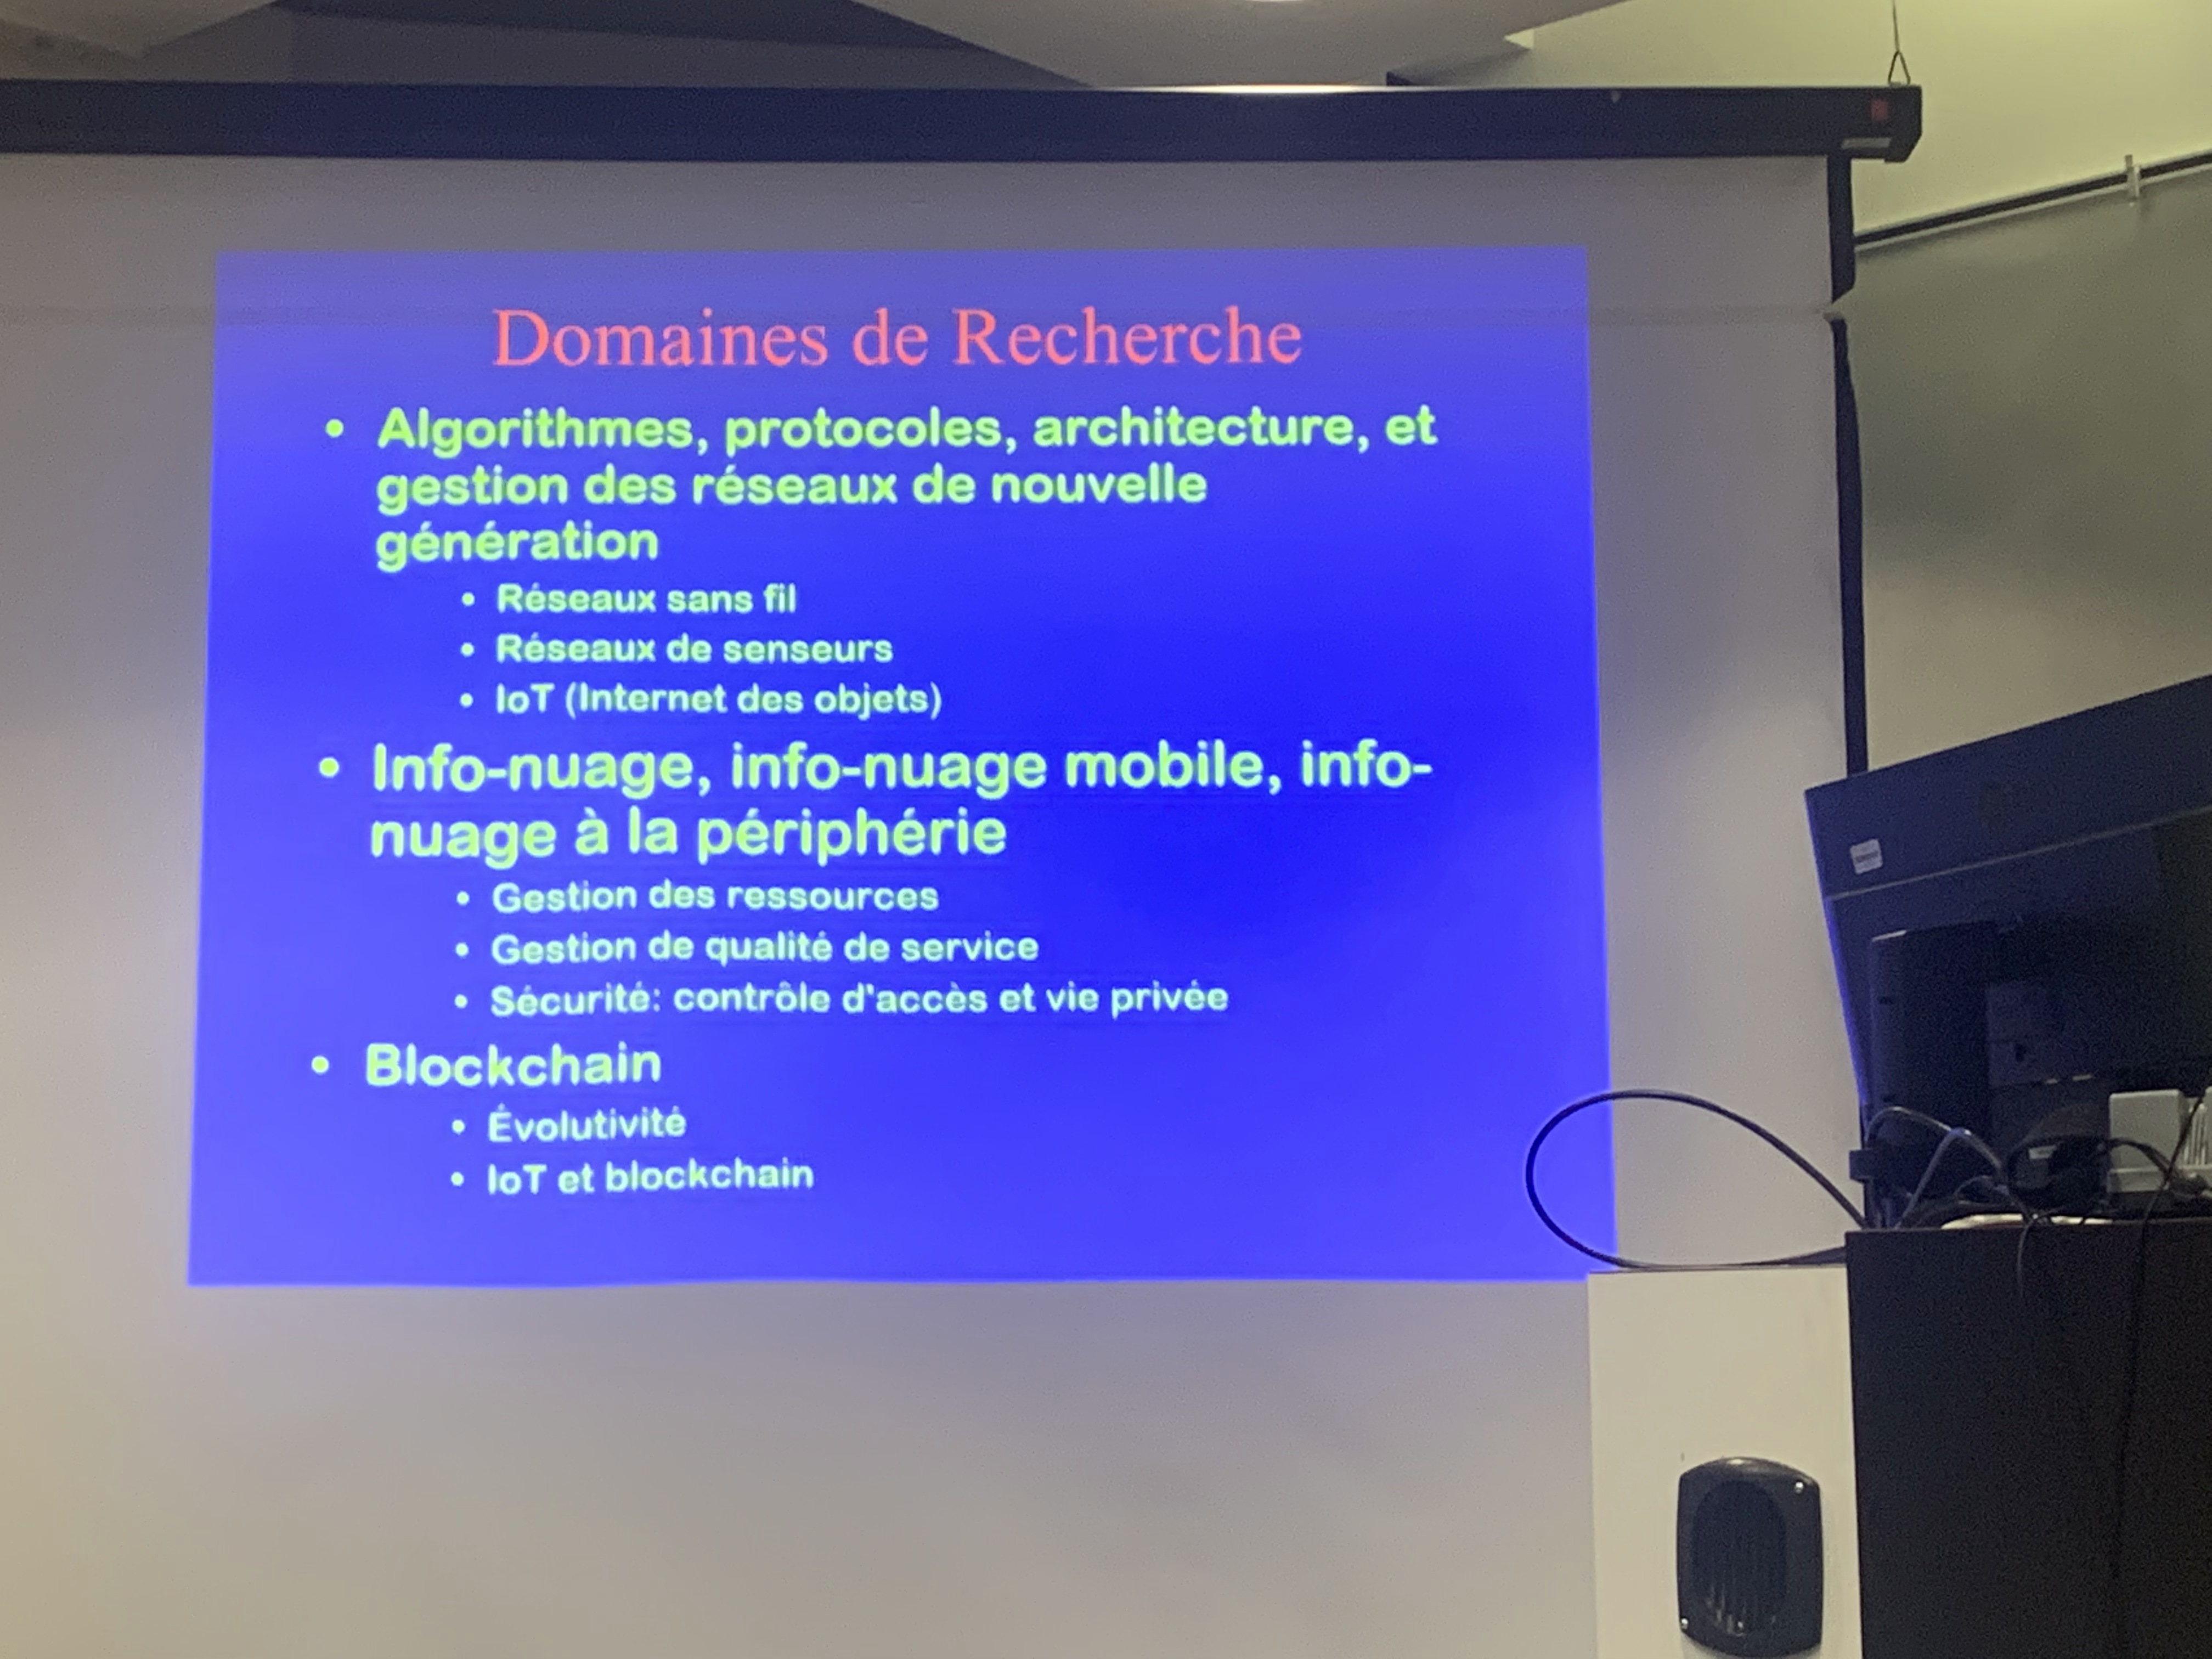 Domaines de Recherche
• Algorithmes, protocoles, architecture, et
gestion des réseaux de nouvelle
génération
• Réseaux sans fil
• Réseaux de senseurs
• IoT (Internet des objets)
• Info-nuage, info-nuage mobile, info-
nuage à la périphérie
• Gestion des ressources
• Gestion de qualité de service
• Sécurité: contrôle d'accès et vie privée
• Blockchain
• Évolutivité
• IoT et blockchain